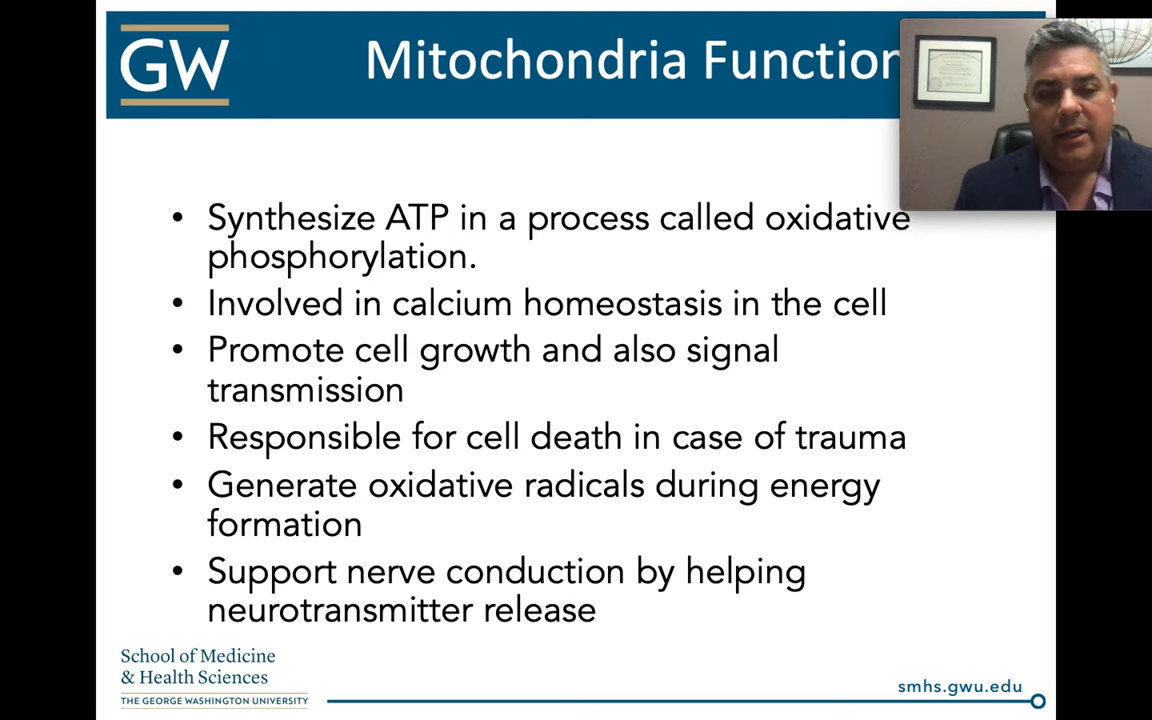 GW
Mitochondria Function
• Synthesize ATP in a process called oxidative
phosphorylation.
• Involved in calcium homeostasis in the cell
• Promote cell growth and also signal
transmission
• Responsible for cell death in case of trauma
• Generate oxidative radicals during energy
formation
• Support nerve conduction by helping
neurotransmitter release
School of Medicine
& Health Sciences
THE GEORGE WASHINGTON UNIVERSITY
smhs.gwu.edu